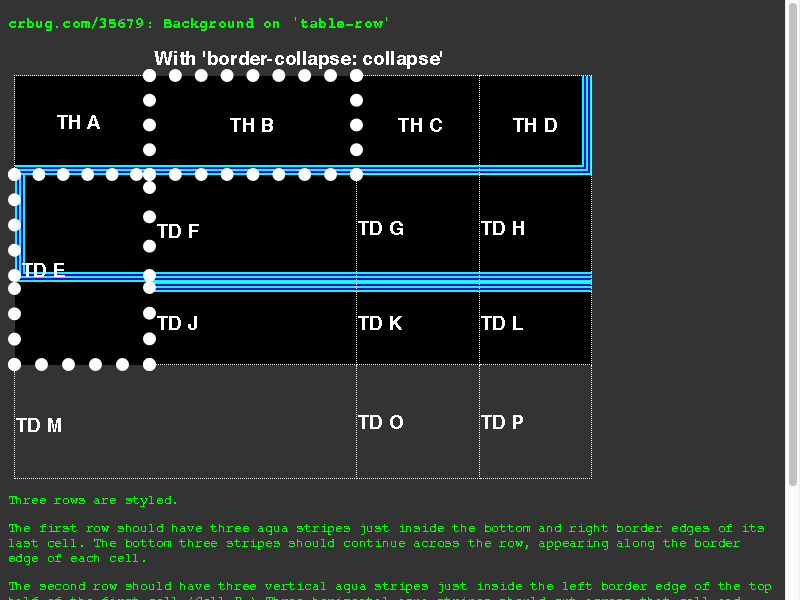 crbug.com/35679: Background on 'table-row'
With 'border-collapse: collapse'
TH A TH B TH C TH D
TD E TD F TD G TD H
TD J TD K TD L
TD M TD O TD P
Three rows are styled.
The first row should have three aqua stripes just inside the bottom and right border edges of its
last cell. The bottom three stripes should continue across the row, appearing along the border
edge of each cell.
The second row should have three vertical aqua stripes just inside the left border edge of the top